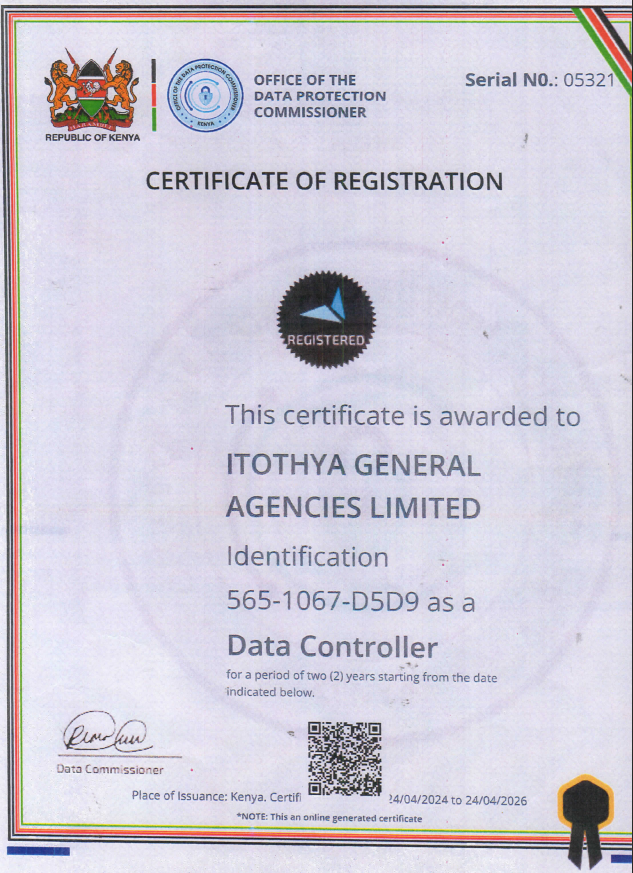 Serial N0.: 05321
OFFICE OF THE
DATA PROTECTION
COMMISSIONER
REPUBLIC OF KENYA
OFFICE OF THE DATA PROTECTION COMMISSIONER
KENYA
HARAMBEE
CERTIFICATE OF REGISTRATION
REGISTERED
This certificate is awarded to
ITOTHYA GENERAL
AGENCIES LIMITED
Identification
565-1067-D5D9 as a
Data Controller
for a period of two (2) years starting from the date
indicated below.
Data Commissioner
Place of Issuance: Kenya. Certifi 24/04/2024 to 24/04/2026
*NOTE: This an online generated certificate